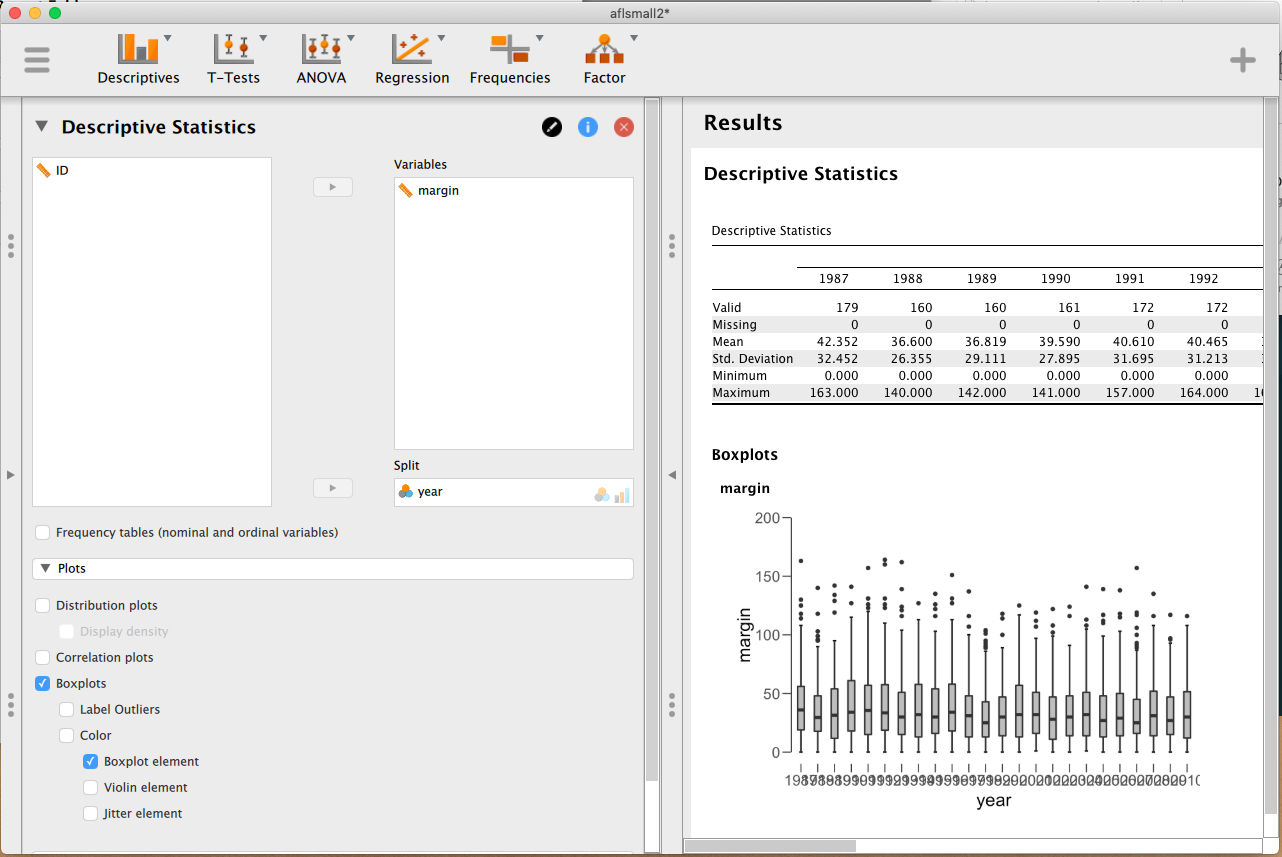 aflsmall2*
Descriptives T-Tests ANOVA Regression Frequencies Factor
Descriptive Statistics
ID
Variables
margin
Split
year
Frequency tables (nominal and ordinal variables)
Plots
Distribution plots
Display density
Correlation plots
Boxplots
Label Outliers
Color
Boxplot element
Violin element
Jitter element
Results
Descriptive Statistics
Descriptive Statistics
1987 1988 1989 1990 1991 1992
Valid 179 160 160 161 172 172
Missing 0 0 0 0 0 0
Mean 42.352 36.600 36.819 39.590 40.610 40.465
Std. Deviation 32.452 26.355 29.111 27.895 31.695 31.213
Minimum 0.000 0.000 0.000 0.000 0.000 0.000
Maximum 163.000 140.000 142.000 141.000 157.000 164.000
Boxplots
margin
200
150
100
50
0
margin
year